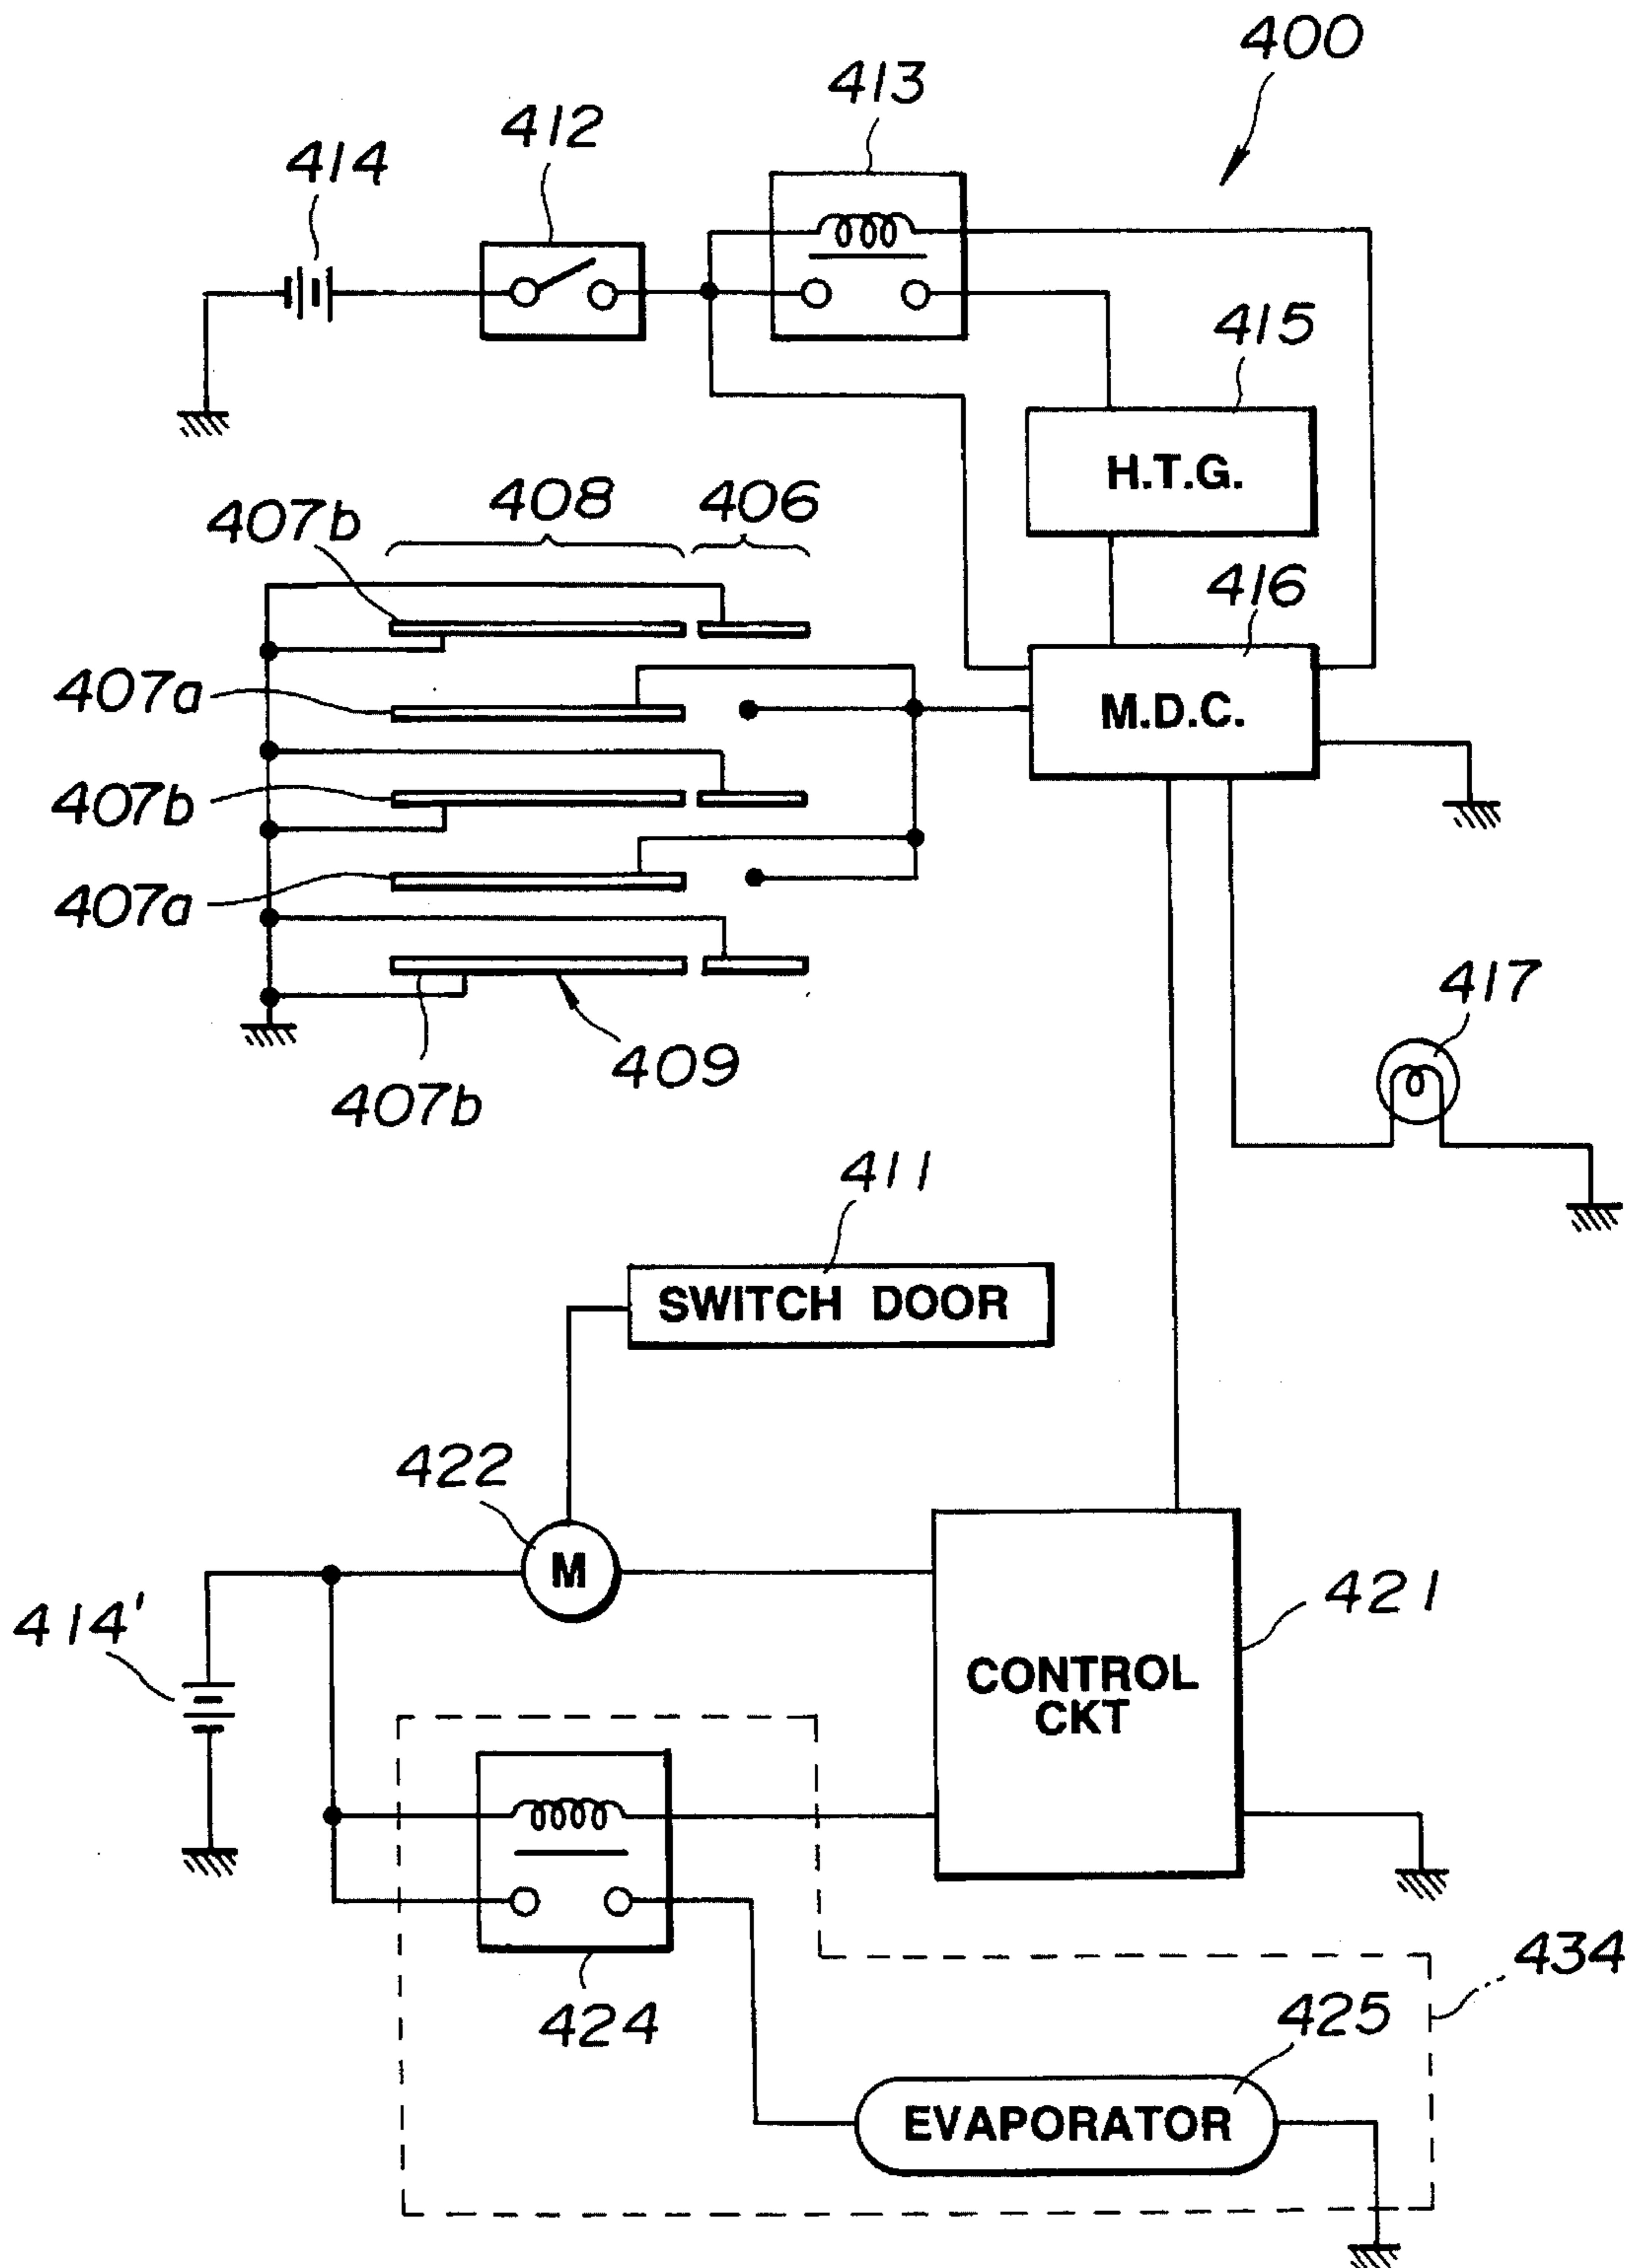 400
413
412
414
415
H.T.G.
408
406
407b
416
407a
M.D.C.
407b
407a
417
409
407b
411
SWITCH DOOR
422
M
421
414'
CONTROL
CKT
434
424
425
EVAPORATOR